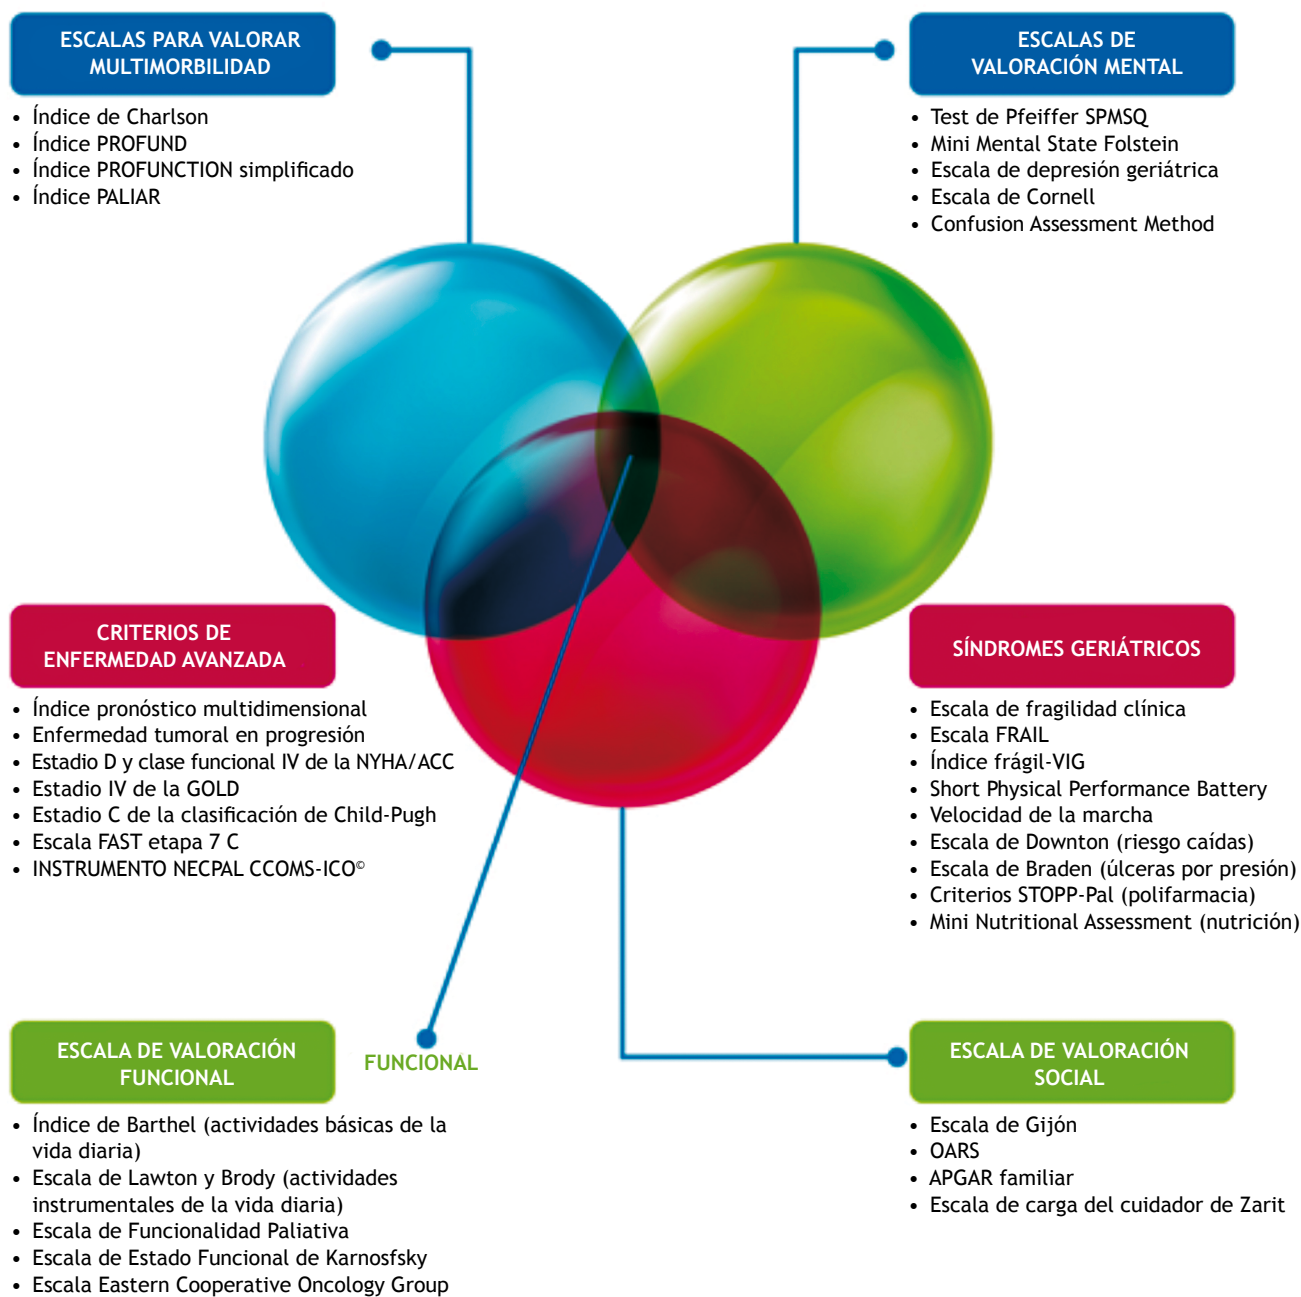 ESCALAS PARA VALORAR
MULTIMORBILIDAD
• Índice de Charlson
• Índice PROFUND
• Índice PROFUNCTION simplificado
• Índice PALIAR
ESCALAS DE
VALORACIÓN MENTAL
• Test de Pfeiffer SPMSQ
• Mini Mental State Folstein
• Escala de depresión geriátrica
• Escala de Cornell
• Confusion Assessment Method
CRITERIOS DE
ENFERMEDAD AVANZADA
• Índice pronóstico multidimensional
• Enfermedad tumoral en progresión
• Estadio D y clase funcional IV de la NYHA/ACC
• Estadio IV de la GOLD
• Estadio C de la clasificación de Child-Pugh
• Escala FAST etapa 7 C
• INSTRUMENTO NECPAL CCOMS-ICO©
SÍNDROMES GERIÁTRICOS
• Escala de fragilidad clínica
• Escala FRAIL
• Índice frágil-VIG
• Short Physical Performance Battery
• Velocidad de la marcha
• Escala de Downton (riesgo caídas)
• Escala de Braden (úlceras por presión)
• Criterios STOPP-Pal (polifarmacia)
• Mini Nutritional Assessment (nutrición)
ESCALA DE VALORACIÓN
FUNCIONAL
FUNCIONAL
• Índice de Barthel (actividades básicas de la
vida diaria)
• Escala de Lawton y Brody (actividades
instrumentales de la vida diaria)
• Escala de Funcionalidad Paliativa
• Escala de Estado Funcional de Karnosfsky
• Escala Eastern Cooperative Oncology Group
ESCALA DE VALORACIÓN
SOCIAL
• Escala de Gijón
• OARS
• APGAR familiar
• Escala de carga del cuidador de Zarit